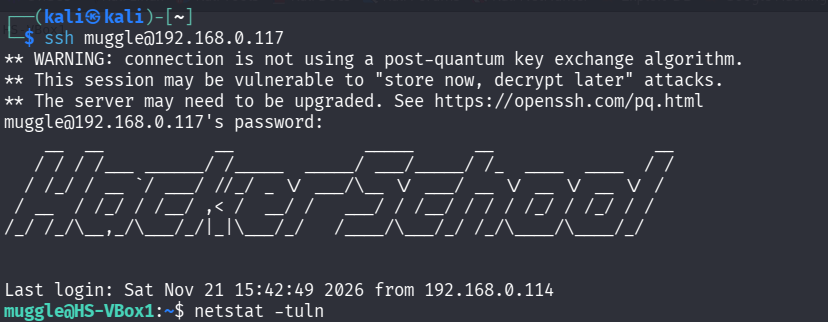 ┌──(kali㉿kali)-[~]
└─$ ssh muggle@192.168.0.117
** WARNING: connection is not using a post-quantum key exchange algorithm.
** This session may be vulnerable to "store now, decrypt later" attacks.
** The server may need to be upgraded. See https://openssh.com/pq.html
muggle@192.168.0.117's password:
HackerSchool
Last login: Sat Nov 21 15:42:49 2026 from 192.168.0.114
muggle@HS-VBox1:~$ netstat -tuln